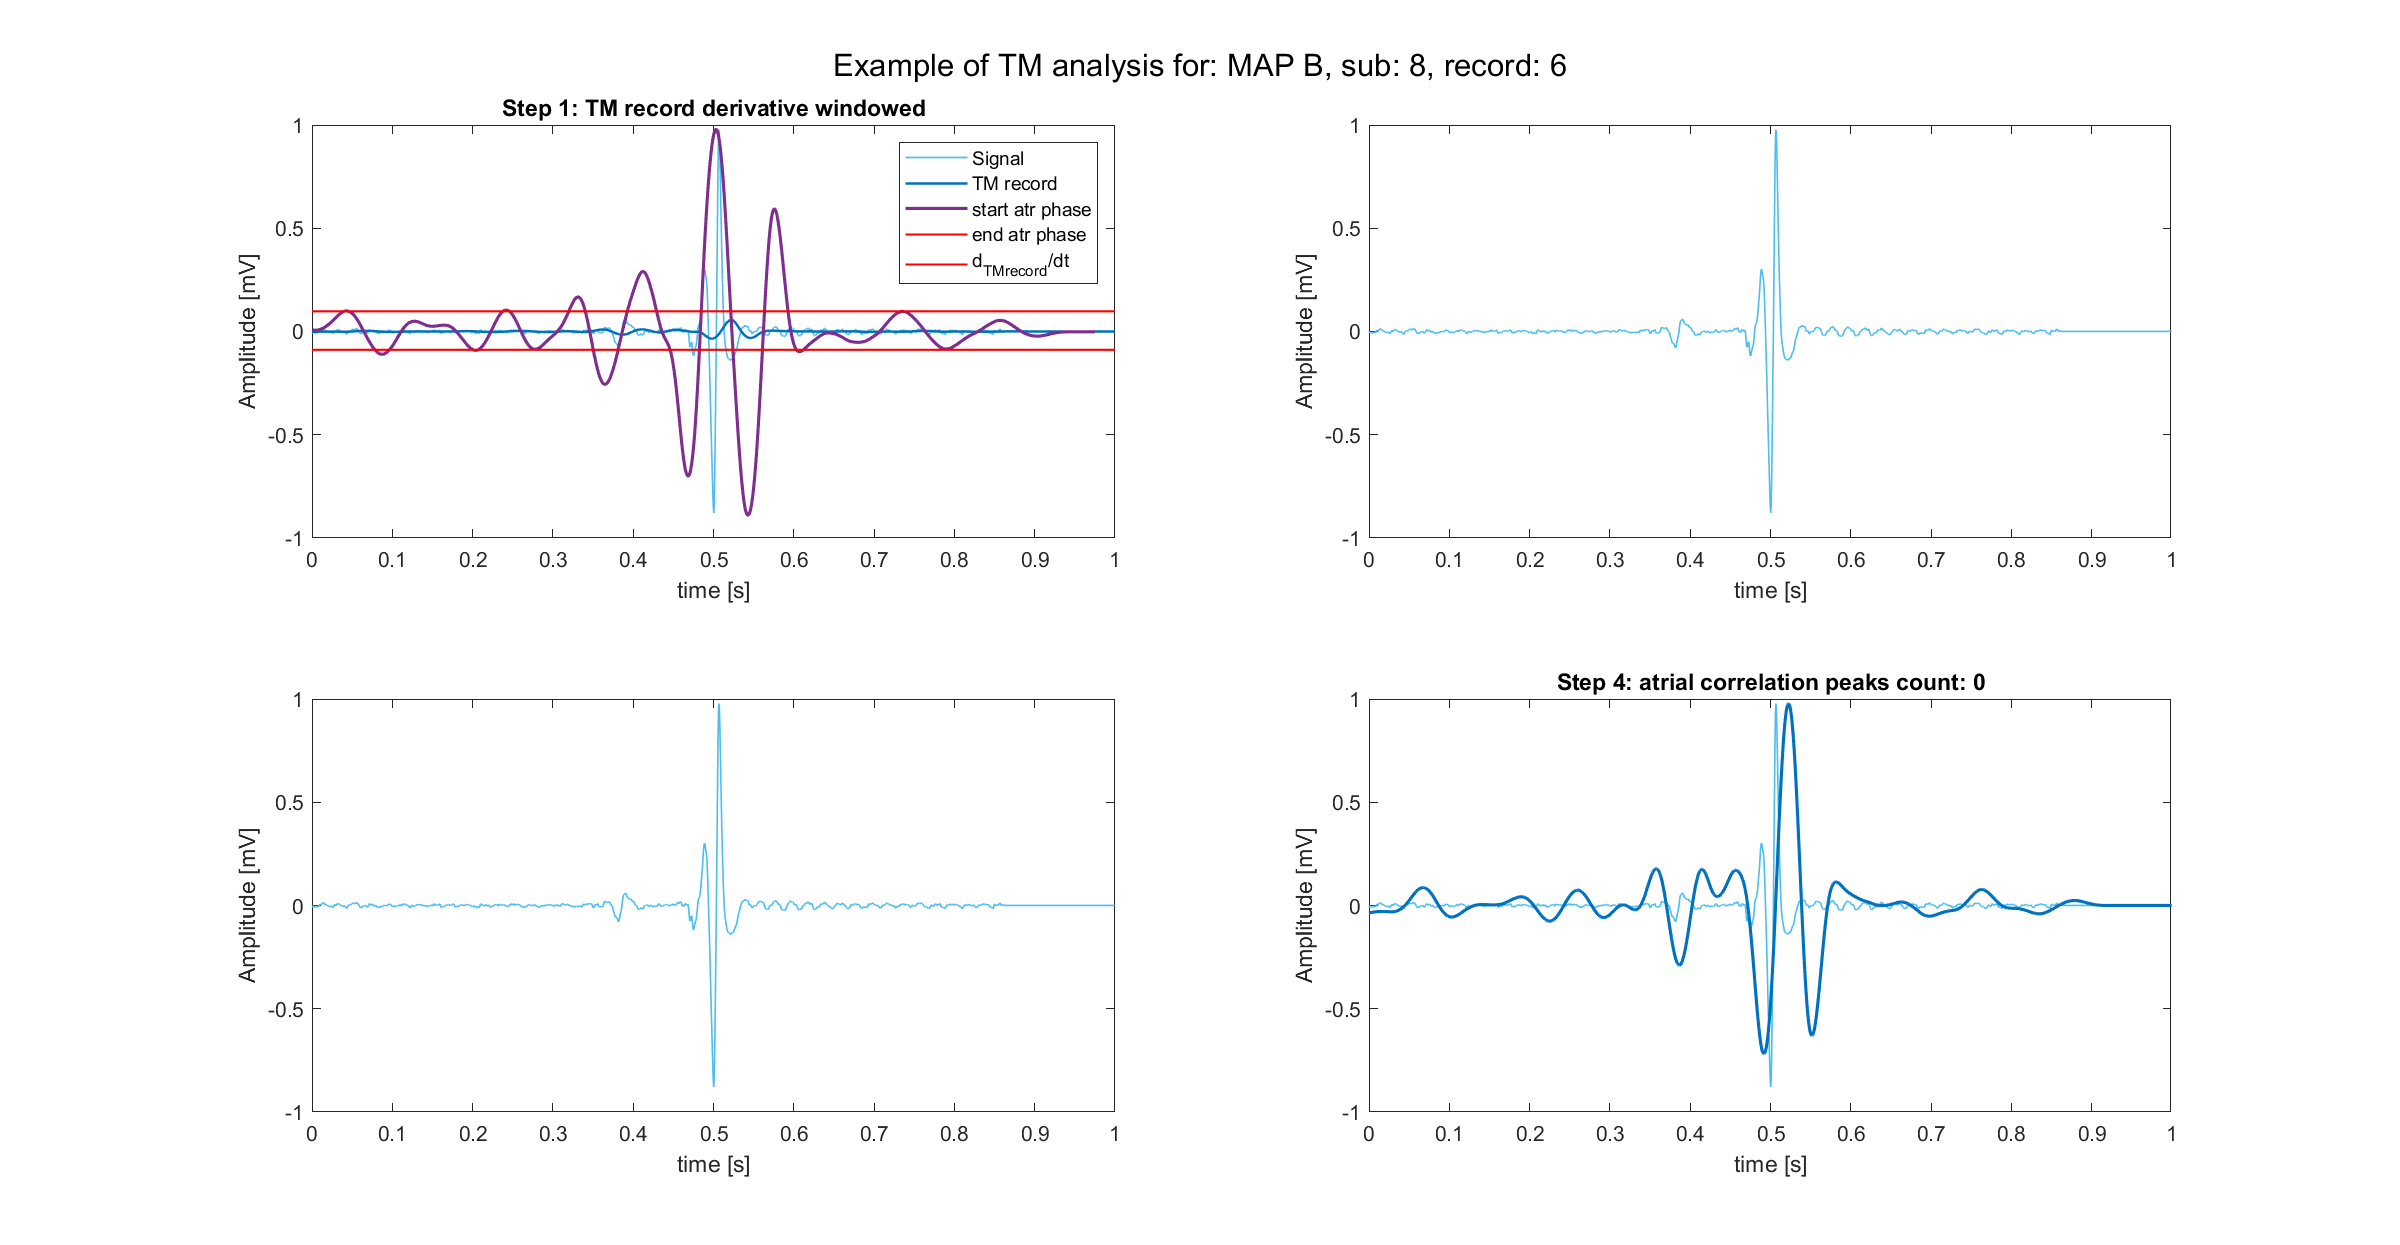 Example of TM analysis for: MAP B, sub: 8, record: 6
Step 1: TM record derivative windowed
1
0.5
0
-0.5
-1
Amplitude [mV]
0 0.1 0.2 0.3 0.4 0.5 0.6 0.7 0.8 0.9 1
time [s]
Signal
TM record
start atr phase
end atr phase
d_TMrecord/dt
1
0.5
0
-0.5
-1
Amplitude [mV]
0 0.1 0.2 0.3 0.4 0.5 0.6 0.7 0.8 0.9 1
time [s]
1
0.5
0
-0.5
-1
Amplitude [mV]
0 0.1 0.2 0.3 0.4 0.5 0.6 0.7 0.8 0.9 1
time [s]
Step 4: atrial correlation peaks count: 0
1
0.5
0
-0.5
-1
Amplitude [mV]
0 0.1 0.2 0.3 0.4 0.5 0.6 0.7 0.8 0.9 1
time [s]